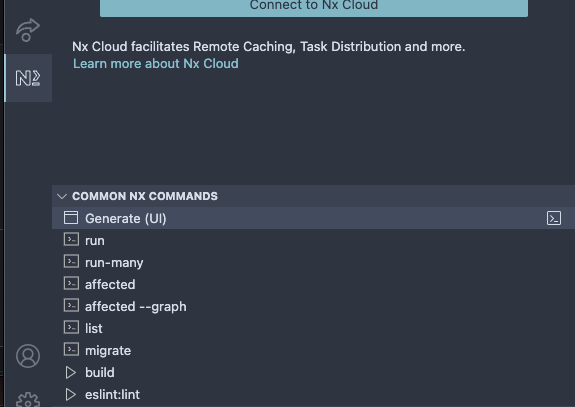 Connect to Nx Cloud
Nx Cloud facilitates Remote Caching, Task Distribution and more.
Learn more about Nx Cloud
COMMON NX COMMANDS
Generate (UI)
run
run-many
affected
affected --graph
list
migrate
build
eslint:lint